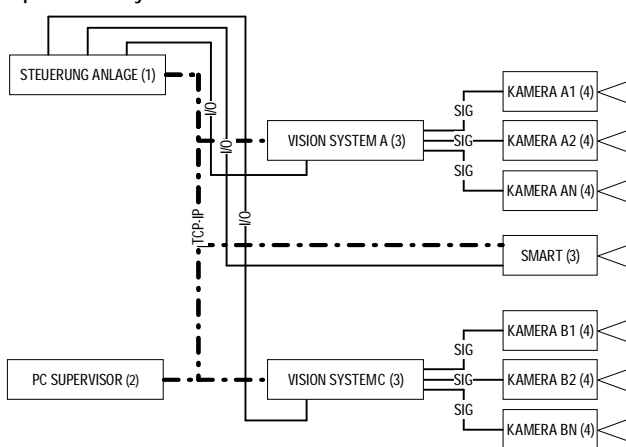 STEUERUNG ANLAGE (1)
KAMERA A1 (4)
SIG
I/O
VISION SYSTEM A (3)
SIG
KAMERA A2 (4)
I/O
SIG
KAMERA AN (4)
I/O
TCP-IP
SMART (3)
KAMERA B1 (4)
SIG
PC SUPERVISOR (2)
VISION SYSTEMC (3)
SIG
KAMERA B2 (4)
SIG
KAMERA BN (4)